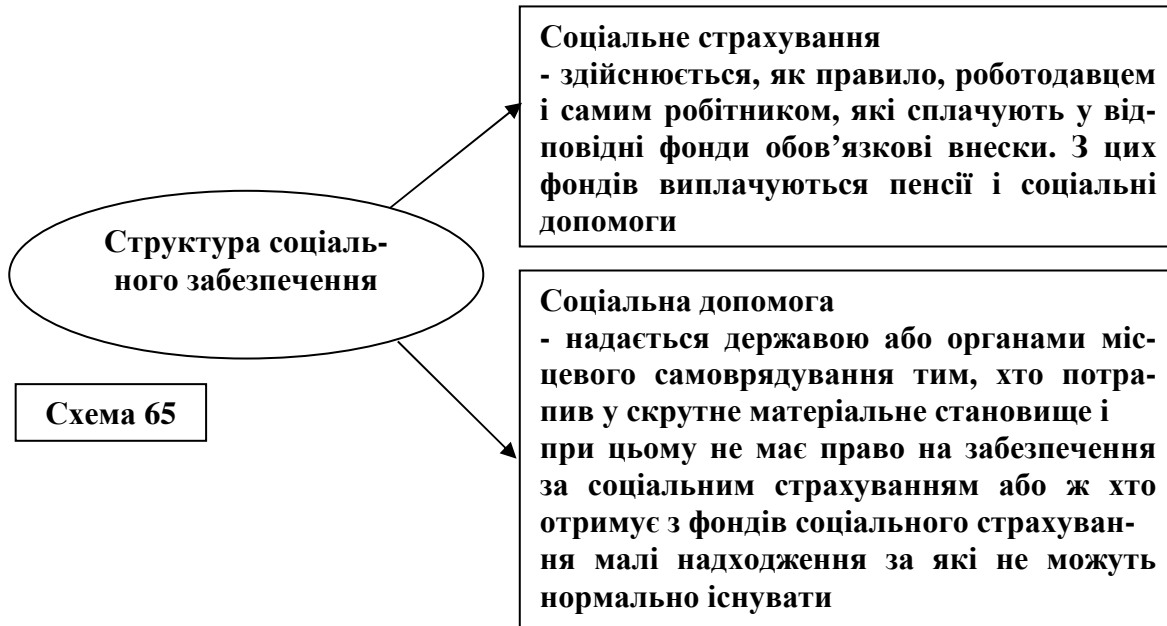 Соціальне страхування
- здійснюється, як правило, роботодавцем
і самим робітником, які сплачують у від-
повідні фонди обов’язкові внески. З цих
фондів виплачуються пенсії і соціальні
допомоги
Структура соціаль-
ного забезпечення
Соціальна допомога
- надається державою або органами міс-
цевого самоврядування тим, хто потра-
пив у скрутне матеріальне становище і
при цьому не має право на забезпечення
за соціальним страхуванням або ж хто
отримує з фондів соціального страхуван-
ня малі надходження за які не можуть
нормально існувати
Схема 65